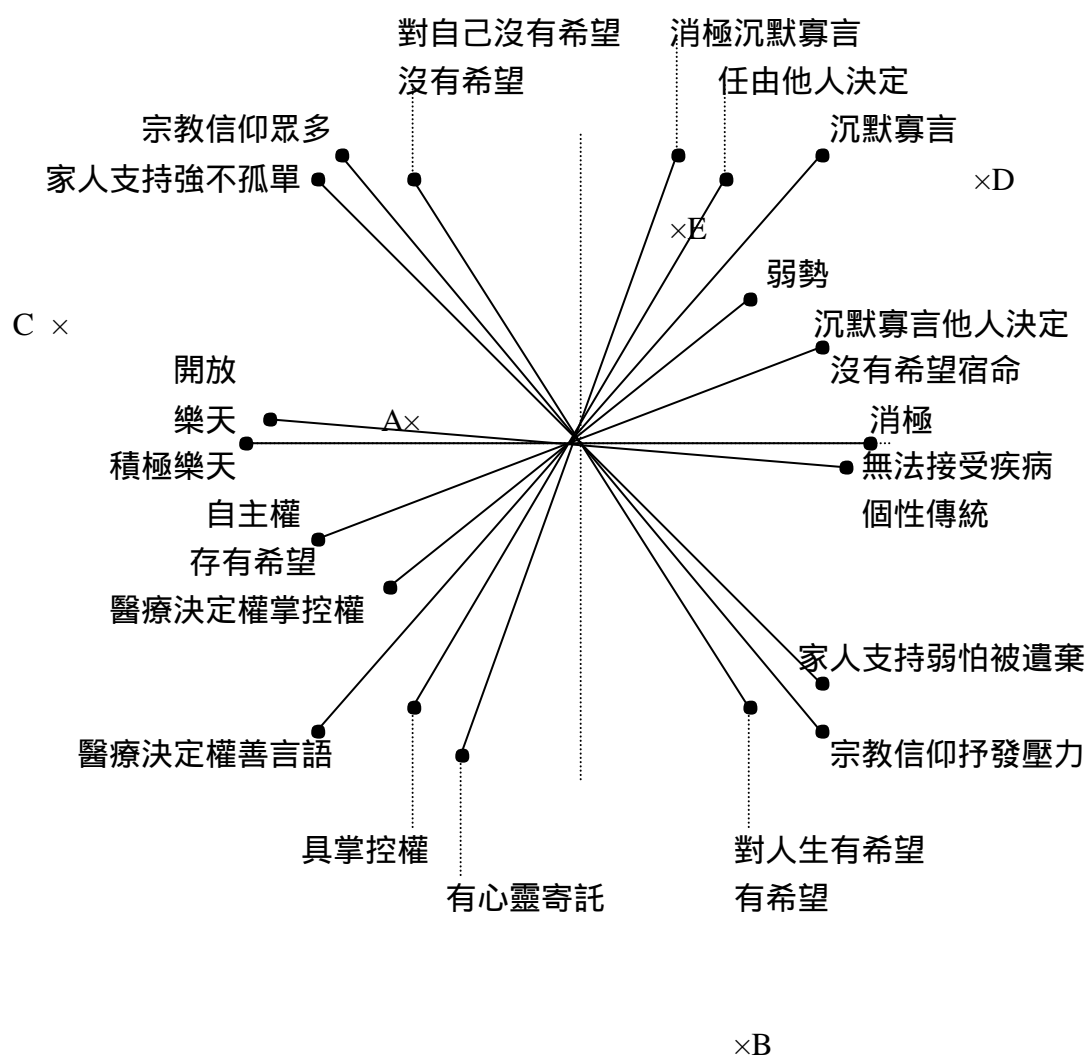 對自己沒有希望
消極沉默寡言
沒有希望
任由他人決定
宗教信仰眾多
沉默寡言
家人支持強不孤單
×D
×E
弱勢
C ×
沉默寡言他人決定
開放
沒有希望宿命
樂天
A×
消極
積極樂天
無法接受疾病
自主權
個性傳統
存有希望
醫療決定權掌控權
家人支持弱怕被遺棄
醫療決定權善言語
宗教信仰抒發壓力
具掌控權
對人生有希望
有心靈寄託
有希望
×B